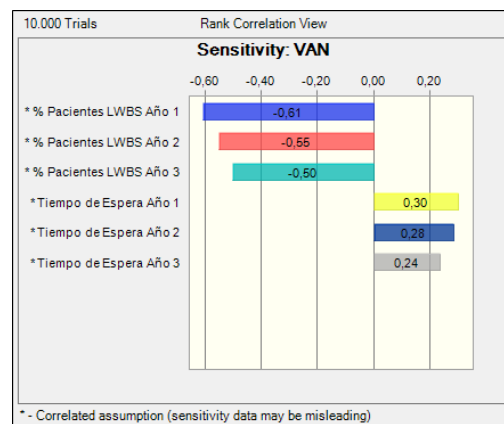 10.000 Trials Rank Correlation View
Sensitivity: VAN
-0,60 -0,40 -0,20 0,00 0,20
* % Pacientes LWBS Año 1 -0,61
* % Pacientes LWBS Año 2 -0,55
* % Pacientes LWBS Año 3 -0,50
*Tiempo de Espera Año 1 0,30
*Tiempo de Espera Año 2 0,28
*Tiempo de Espera Año 3 0,24
* - Correlated assumption (sensitivity data may be misleading)